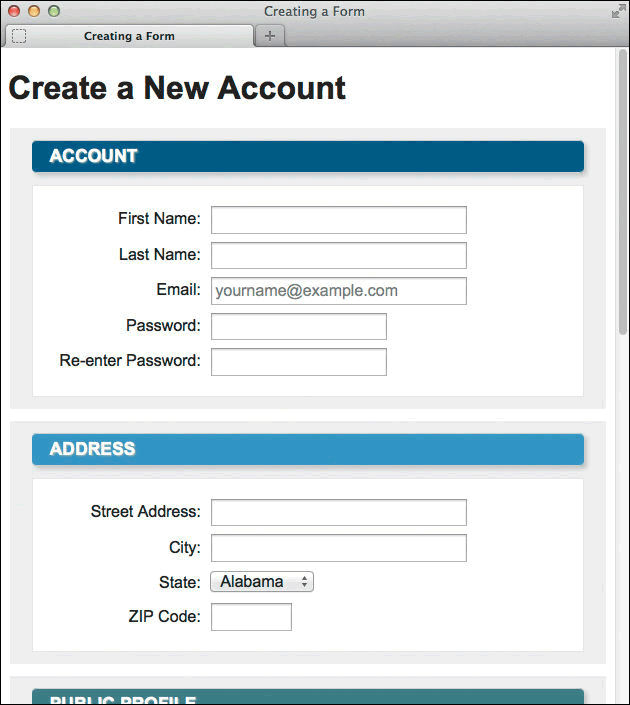 Creating a Form
Creating a Form
Create a New Account
ACCOUNT
First Name:
Last Name:
Email: yourname@example.com
Password:
Re-enter Password:
ADDRESS
Street Address:
City:
State: Alabama
ZIP Code:
PUBLIC PROFILE